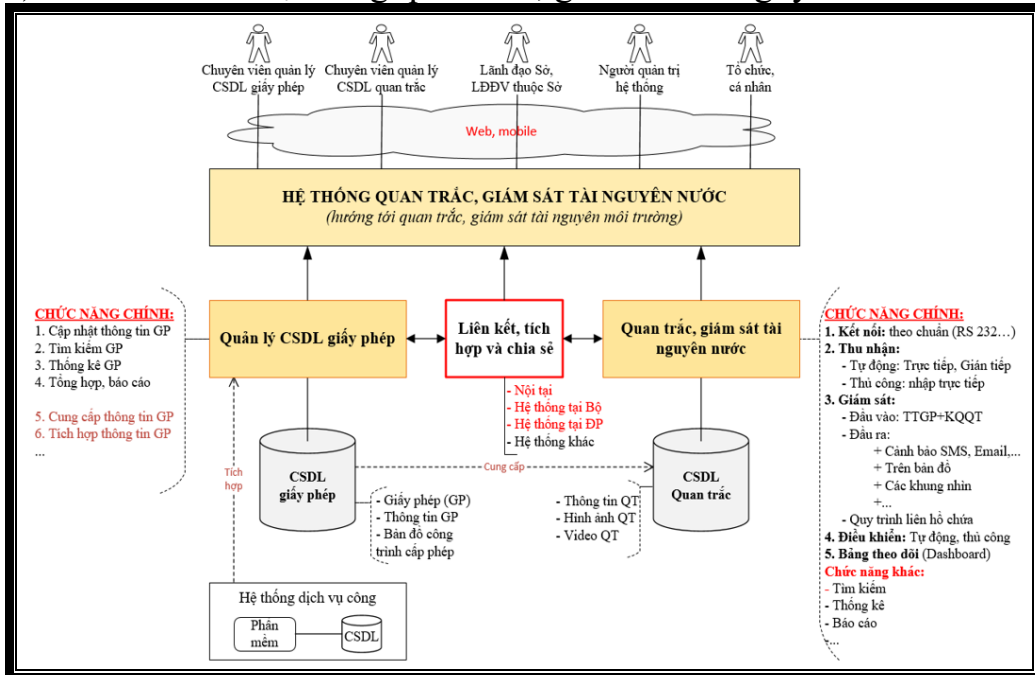 Chuyên viên quản lý
CSDL giấy phép
Chuyên viên quản lý
CSDL quan trắc
Lãnh đạo Sở,
LĐĐV thuộc Sở
Người quản trị
hệ thống
Tổ chức,
cá nhân
Web, mobile
HỆ THỐNG QUAN TRẮC, GIÁM SÁT TÀI NGUYÊN NƯỚC
(hướng tới quan trắc, giám sát tài nguyên môi trường)
CHỨC NĂNG CHÍNH:
1. Cập nhật thông tin GP
2. Tìm kiếm GP
3. Thống kê GP
4. Tổng hợp, báo cáo
5. Cung cấp thông tin GP
6. Tích hợp thông tin GP
...
Quản lý CSDL giấy phép
Liên kết, tích
hợp và chia sẻ
Quan trắc, giám sát tài
nguyên nước
- Nội tại
- Hệ thống tại Bộ
- Hệ thống tại ĐP
- Hệ thống khác
CHỨC NĂNG CHÍNH:
1. Kết nối: theo chuẩn (RS 232…)
2. Thu nhận:
- Tự động: Trực tiếp, Gián tiếp
- Thủ công: nhập trực tiếp
3. Giám sát:
- Đầu vào: TTGP+KQQT
- Đầu ra:
+ Cảnh báo SMS, Email,...
+ Trên bản đồ
+ Các khung nhìn
+...
- Quy trình liên hồ chứa
4. Điều khiển: Tự động, thủ công
5. Bảng theo dõi (Dashboard)
Chức năng khác:
- Tìm kiếm
- Thống kê
- Báo cáo
-...
Tích
hợp
CSDL
giấy phép
Cung cấp
CSDL
Quan trắc
- Giấy phép (GP)
- Thông tin GP
- Bản đồ công
trình cấp phép
- Thông tin QT
- Hình ảnh QT
- Video QT
Hệ thống dịch vụ công
Phần
mềm
CSDL